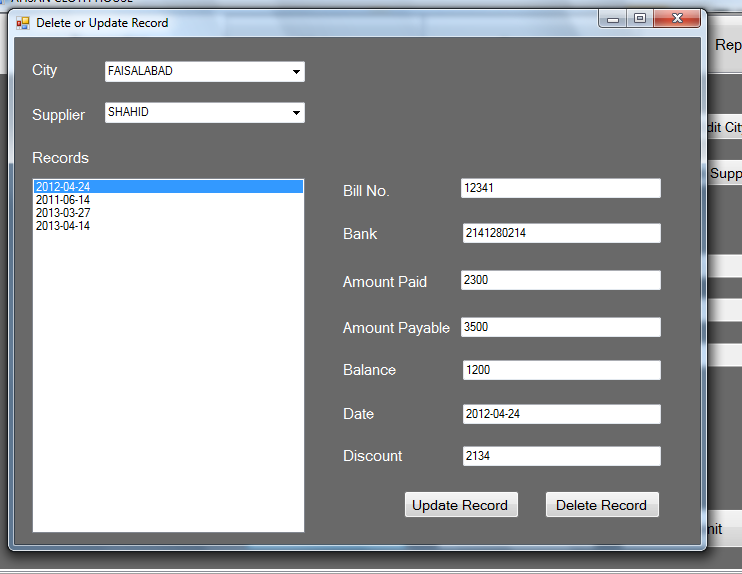 Delete or Update Record
City
FAISALABAD
Supplier
SHAHID
Records
2012-04-24
2011-06-14
2013-03-27
2013-04-14
Bill No.
12341
Bank
2141280214
Amount Paid
2300
Amount Payable
3500
Balance
1200
Date
2012-04-24
Discount
2134
Update Record
Delete Record
Rep
dit Cit
Supp